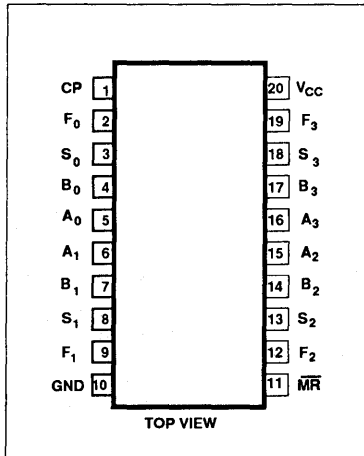 CP 1 20 VCC
F0 2 19 F3
S0 3 18 S3
B0 4 17 B3
A0 5 16 A3
A1 6 15 A2
B1 7 14 B2
S1 8 13 S2
F1 9 12 F2
GND 10 11 M̅R̅
TOP VIEW